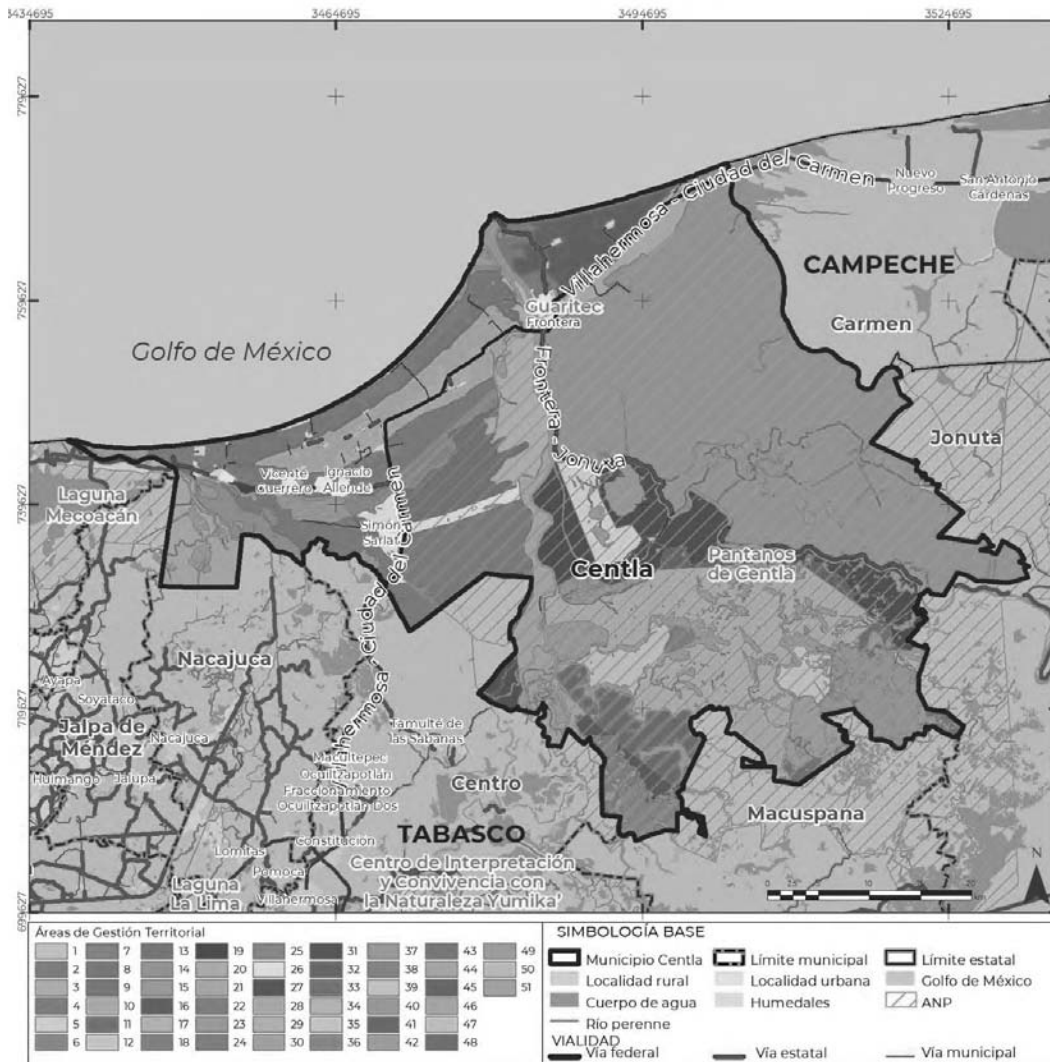 3434695 3464695 3494695 3524695
779627
759627
739627
719627
699627
Villahermosa - Ciudad del Carmen
Nuevo
Progreso
San Antonio
Cárdenas
CAMPECHE
Carmen
Guaritec
Frontera
Golfo de México
Frontera - Jonuta
Jonuta
Vicente
Guerrero
Ignacio
Allende
Laguna
Mecoacán
Simón
Sarlat
Villahermosa - Ciudad del Carmen
Centla
Pantanos
de Centla
Nacajuca
Ayapa
Soyataco
Jalpa de
Méndez
Nacajuca
Tamulté de
las Sabanas
Macultepec
Ocuiltzapotlán
Huimango
Jalupa
Fraccionamiento
Ocuiltzapotlán Dos
Centro
Macuspana
TABASCO
Constitución
Lomitas
Centro de Interpretación
y Convivencia con
la Naturaleza Yumika'
Pomoca
Laguna
La Lima
Villahermosa
N
Áreas de Gestión Territorial
1 7 13 19 25 31 37 43 49
2 8 14 20 26 32 38 44 50
3 9 15 21 27 33 39 45 51
4 10 16 22 28 34 40 46
5 11 17 23 29 35 41 47
6 12 18 24 30 36 42 48
SIMBOLOGÍA BASE
Municipio Centla Límite municipal Límite estatal
Localidad rural Localidad urbana Golfo de México
Cuerpo de agua Humedales ANP
Río perenne
VIALIDAD
Vía federal Vía estatal Vía municipal